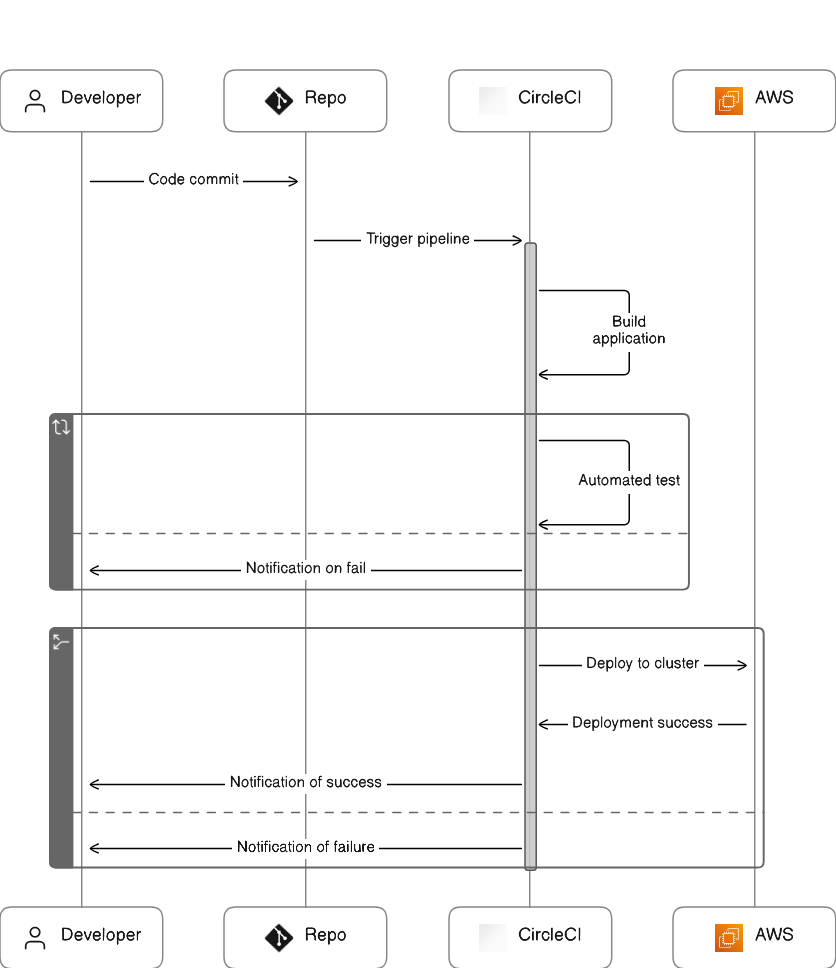 Developer
Repo
CircleCI
AWS
Code commit
Trigger pipeline
Build
application
Automated test
Notification on fail
Deploy to cluster
Deployment success
Notification of success
Notification of failure
Developer
Repo
CircleCI
AWS